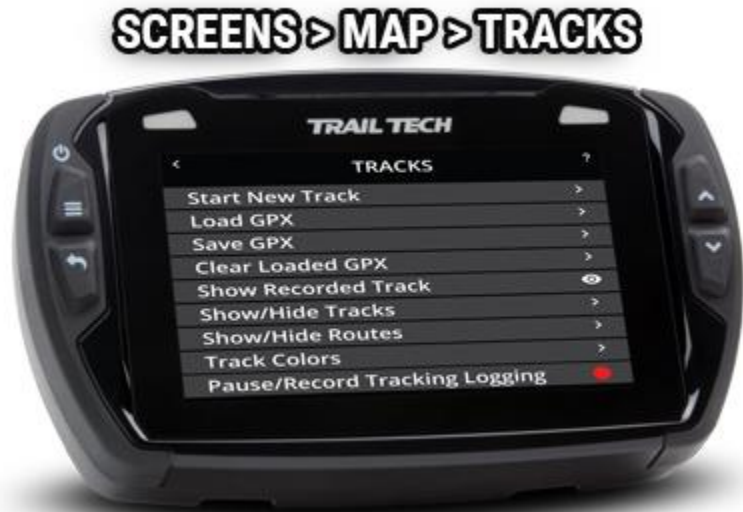 SCREENS > MAP > TRACKS
TRAIL TECH
< TRACKS ?
Start New Track >
Load GPX >
Save GPX >
Clear Loaded GPX >
Show Recorded Track
Show/Hide Tracks >
Show/Hide Routes >
Track Colors >
Pause/Record Tracking Logging